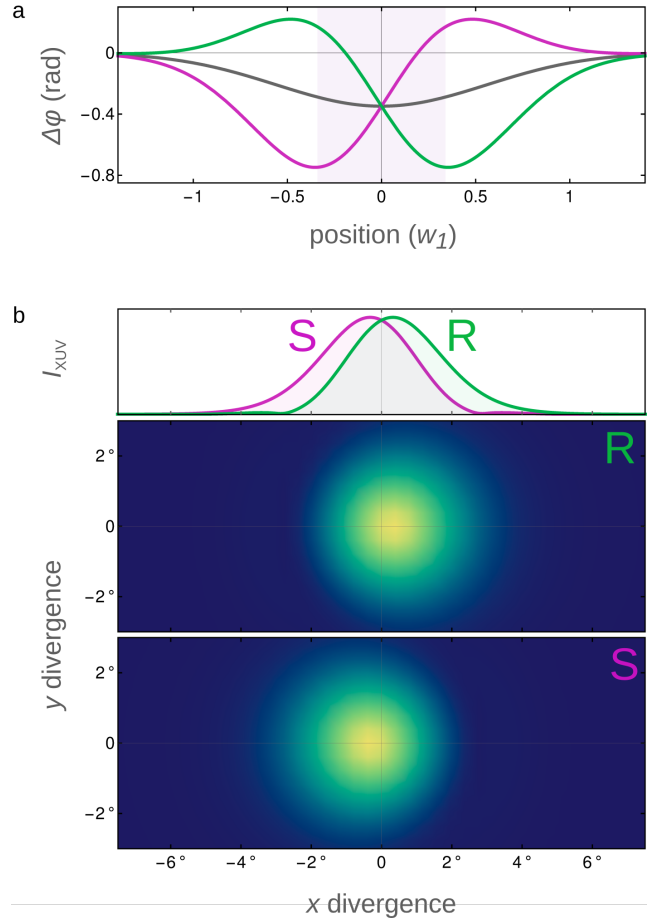 a
Δφ (rad)
0
−0.4
−0.8
−1
−0.5
0
0.5
1
position (w1)
b
IXUV
S
R
R
2°
0
−2°
y divergence
S
2°
0
−2°
−6°
−4°
−2°
0
2°
4°
6°
x divergence